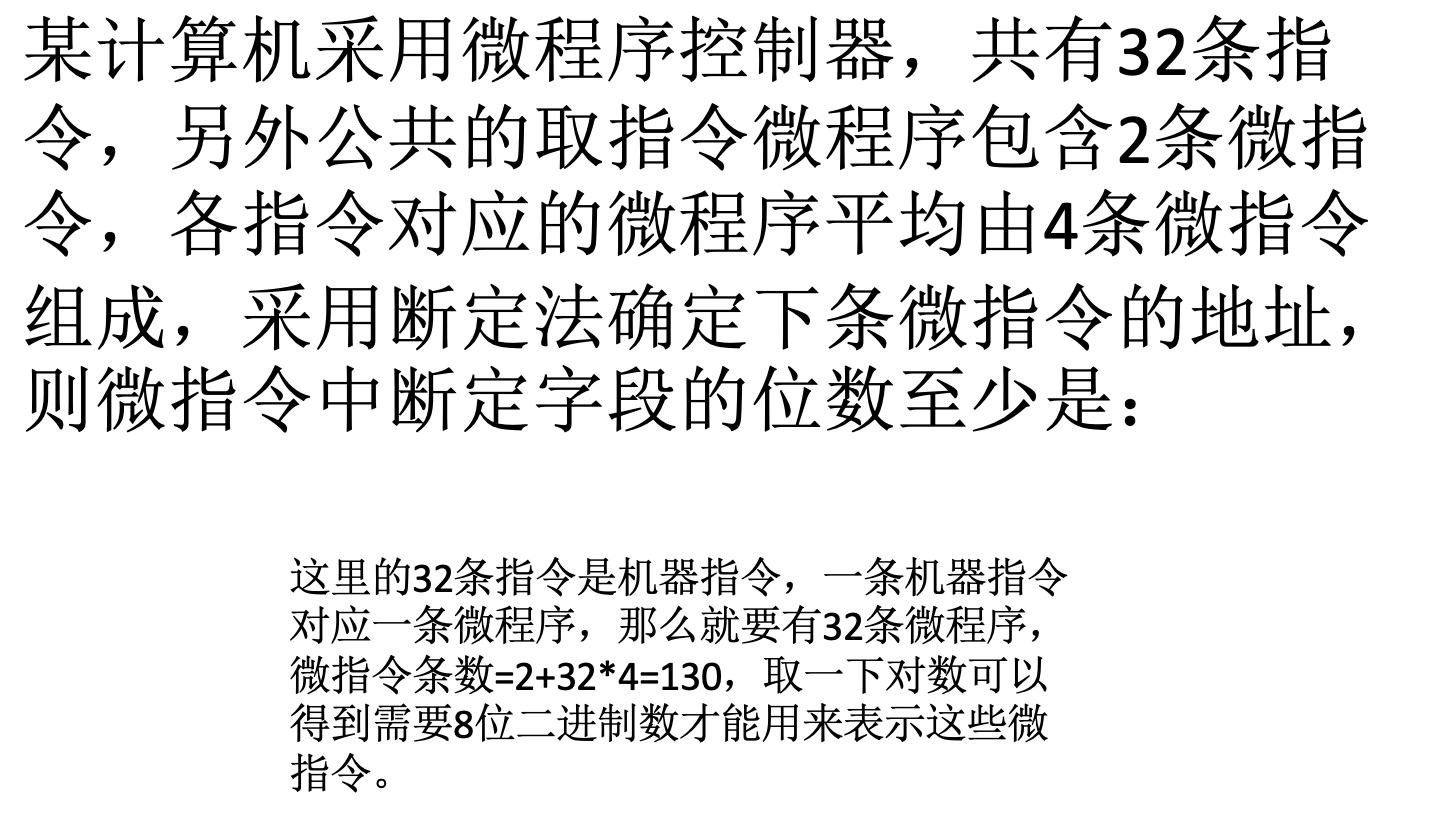 某计算机采用微程序控制器，共有32条指
令，另外公共的取指令微程序包含2条微指
令，各指令对应的微程序平均由4条微指令
组成，采用断定法确定下条微指令的地址，
则微指令中断定字段的位数至少是：
这里的32条指令是机器指令，一条机器指令
对应一条微程序，那么就要有32条微程序，
微指令条数=2+32*4=130，取一下对数可以
得到需要8位二进制数才能用来表示这些微
指令。